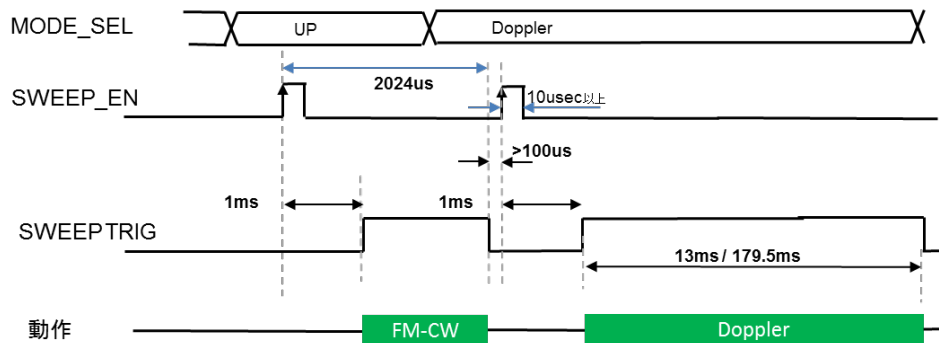 MODE_SEL
UP
Doppler
2024us
SWEEP_EN
10usec以上
>100us
1ms
1ms
SWEEPTRIG
13ms / 179.5ms
動作
FM-CW
Doppler